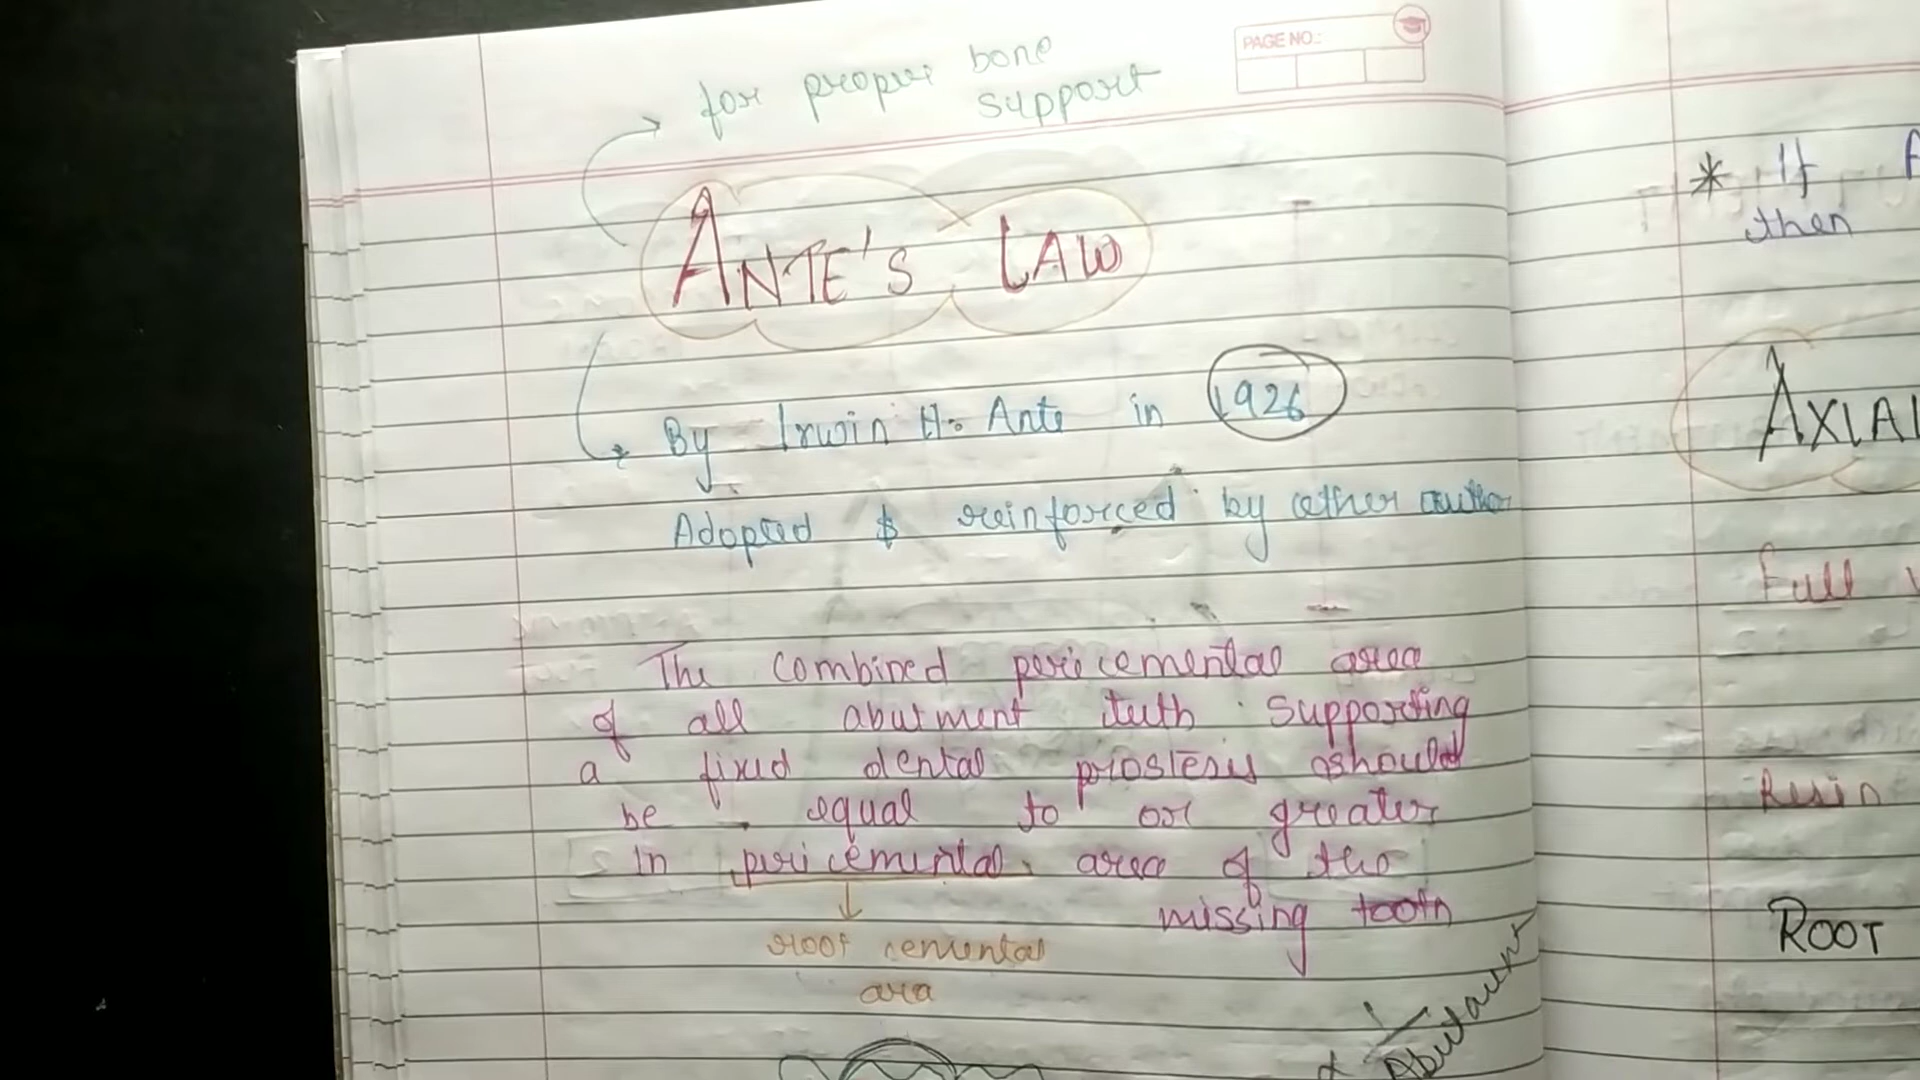 for proper bone
support
PAGE NO.:
ANTE'S LAW
By Irwin H. Ante in 1926
Adopted & reinforced by other author
The combined pericemental area
of all abutment teeth supporting
a fixed dental prostesis should
be equal to or greater
in pericemental area of the
missing tooth
root cemental
area
Abutment
* If
then
AXIAL
Full
Resin
ROOT